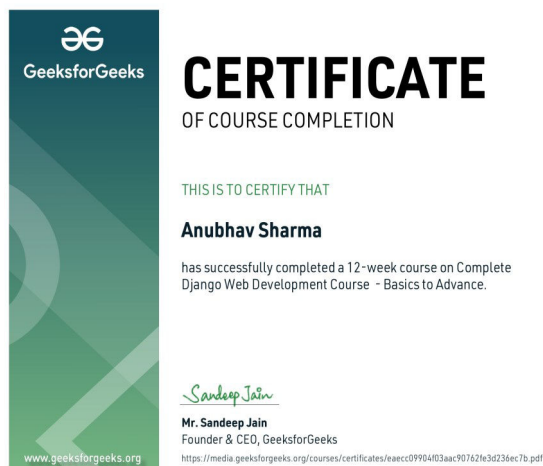 GeeksforGeeks
CERTIFICATE
OF COURSE COMPLETION
THIS IS TO CERTIFY THAT
Anubhav Sharma
has successfully completed a 12-week course on Complete
Django Web Development Course - Basics to Advance.
Sandeep Jain
Mr. Sandeep Jain
Founder & CEO, GeeksforGeeks
www.geeksforgeeks.org
https://media.geeksforgeeks.org/courses/certificates/eaecc09904f03aac90762fe3d236ec7b.pdf